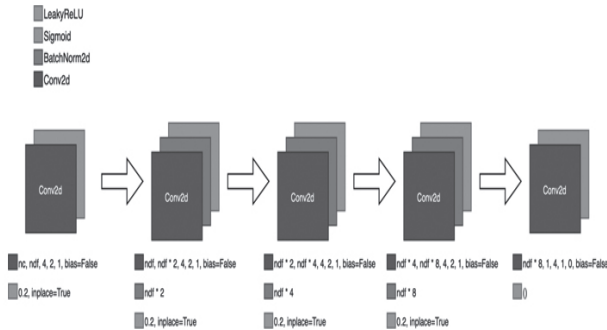 LeakyReLU
Sigmoid
BatchNorm2d
Conv2d
Conv2d
Conv2d
Conv2d
Conv2d
Conv2d
nc, ndf, 4, 2, 1, bias=False
0.2, inplace=True
ndf, ndf * 2, 4, 2, 1, bias=False
ndf * 2
0.2, inplace=True
ndf * 2, ndf * 4, 4, 2, 1, bias=False
ndf * 4
0.2, inplace=True
ndf * 4, ndf * 8, 4, 2, 1, bias=False
ndf * 8
0.2, inplace=True
ndf * 8, 1, 4, 1, 0, bias=False
()